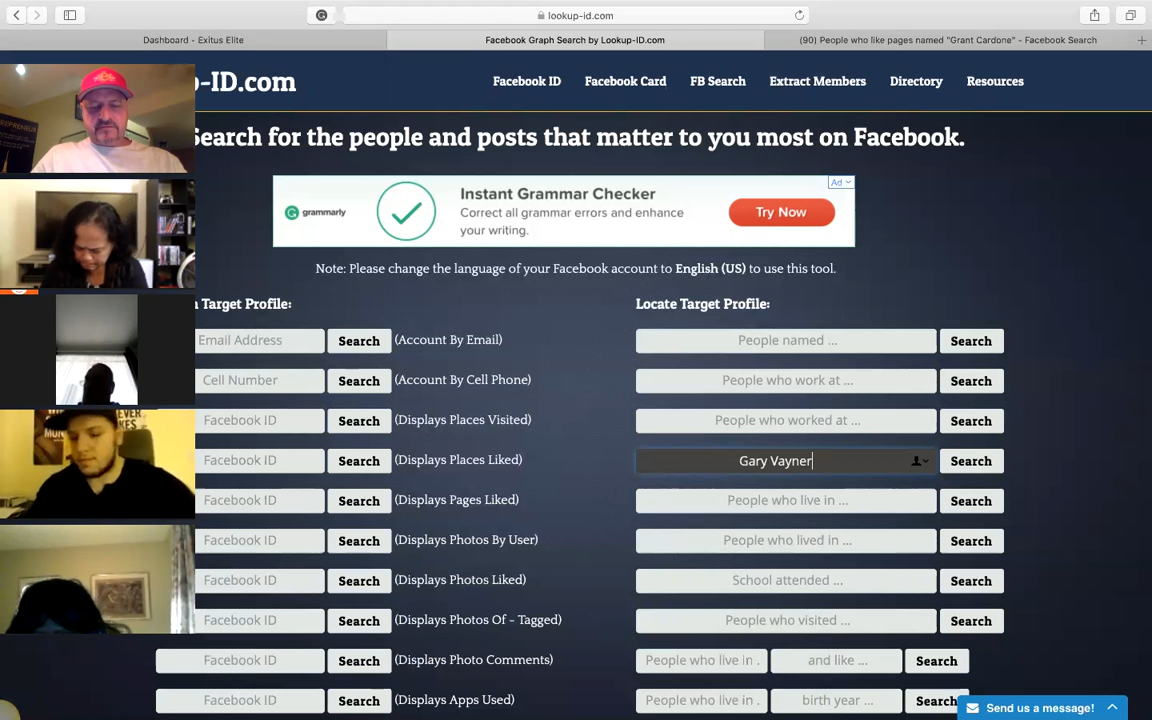 lookup-id.com
Dashboard - Exitus Elite
Facebook Graph Search by Lookup-ID.com
(90) People who like pages named "Grant Cardone" - Facebook Search
-ID.com
Facebook ID
Facebook Card
FB Search
Extract Members
Directory
Resources
Search for the people and posts that matter to you most on Facebook.
grammarly
Instant Grammar Checker
Correct all grammar errors and enhance
your writing.
Try Now
Ad
Note: Please change the language of your Facebook account to English (US) to use this tool.
Target Profile:
Locate Target Profile:
Email Address Search (Account By Email)
People named ... Search
Cell Number Search (Account By Cell Phone)
People who work at ... Search
Facebook ID Search (Displays Places Visited)
People who worked at ... Search
Facebook ID Search (Displays Places Liked)
Gary Vayner Search
Facebook ID Search (Displays Pages Liked)
People who live in ... Search
Facebook ID Search (Displays Photos By User)
People who lived in ... Search
Facebook ID Search (Displays Photos Liked)
School attended ... Search
Facebook ID Search (Displays Photos Of - Tagged)
People who visited ... Search
Facebook ID Search (Displays Photo Comments)
People who live in . and like ... Search
Facebook ID Search (Displays Apps Used)
People who live in . birth year ... Search
Send us a message!